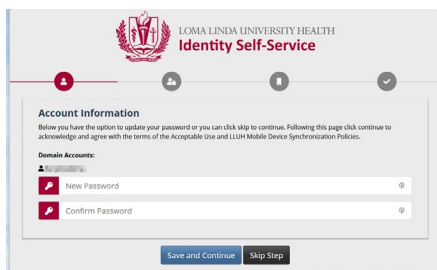 LOMA LINDA UNIVERSITY HEALTH
Identity Self-Service
Account Information
Below you have the option to update your password or you can click skip to continue. Following this page click continue to
acknowledge and agree with the terms of the Acceptable Use and LLUH Mobile Device Synchronization Policies.
Domain Accounts:
New Password
Confirm Password
Save and Continue Skip Step